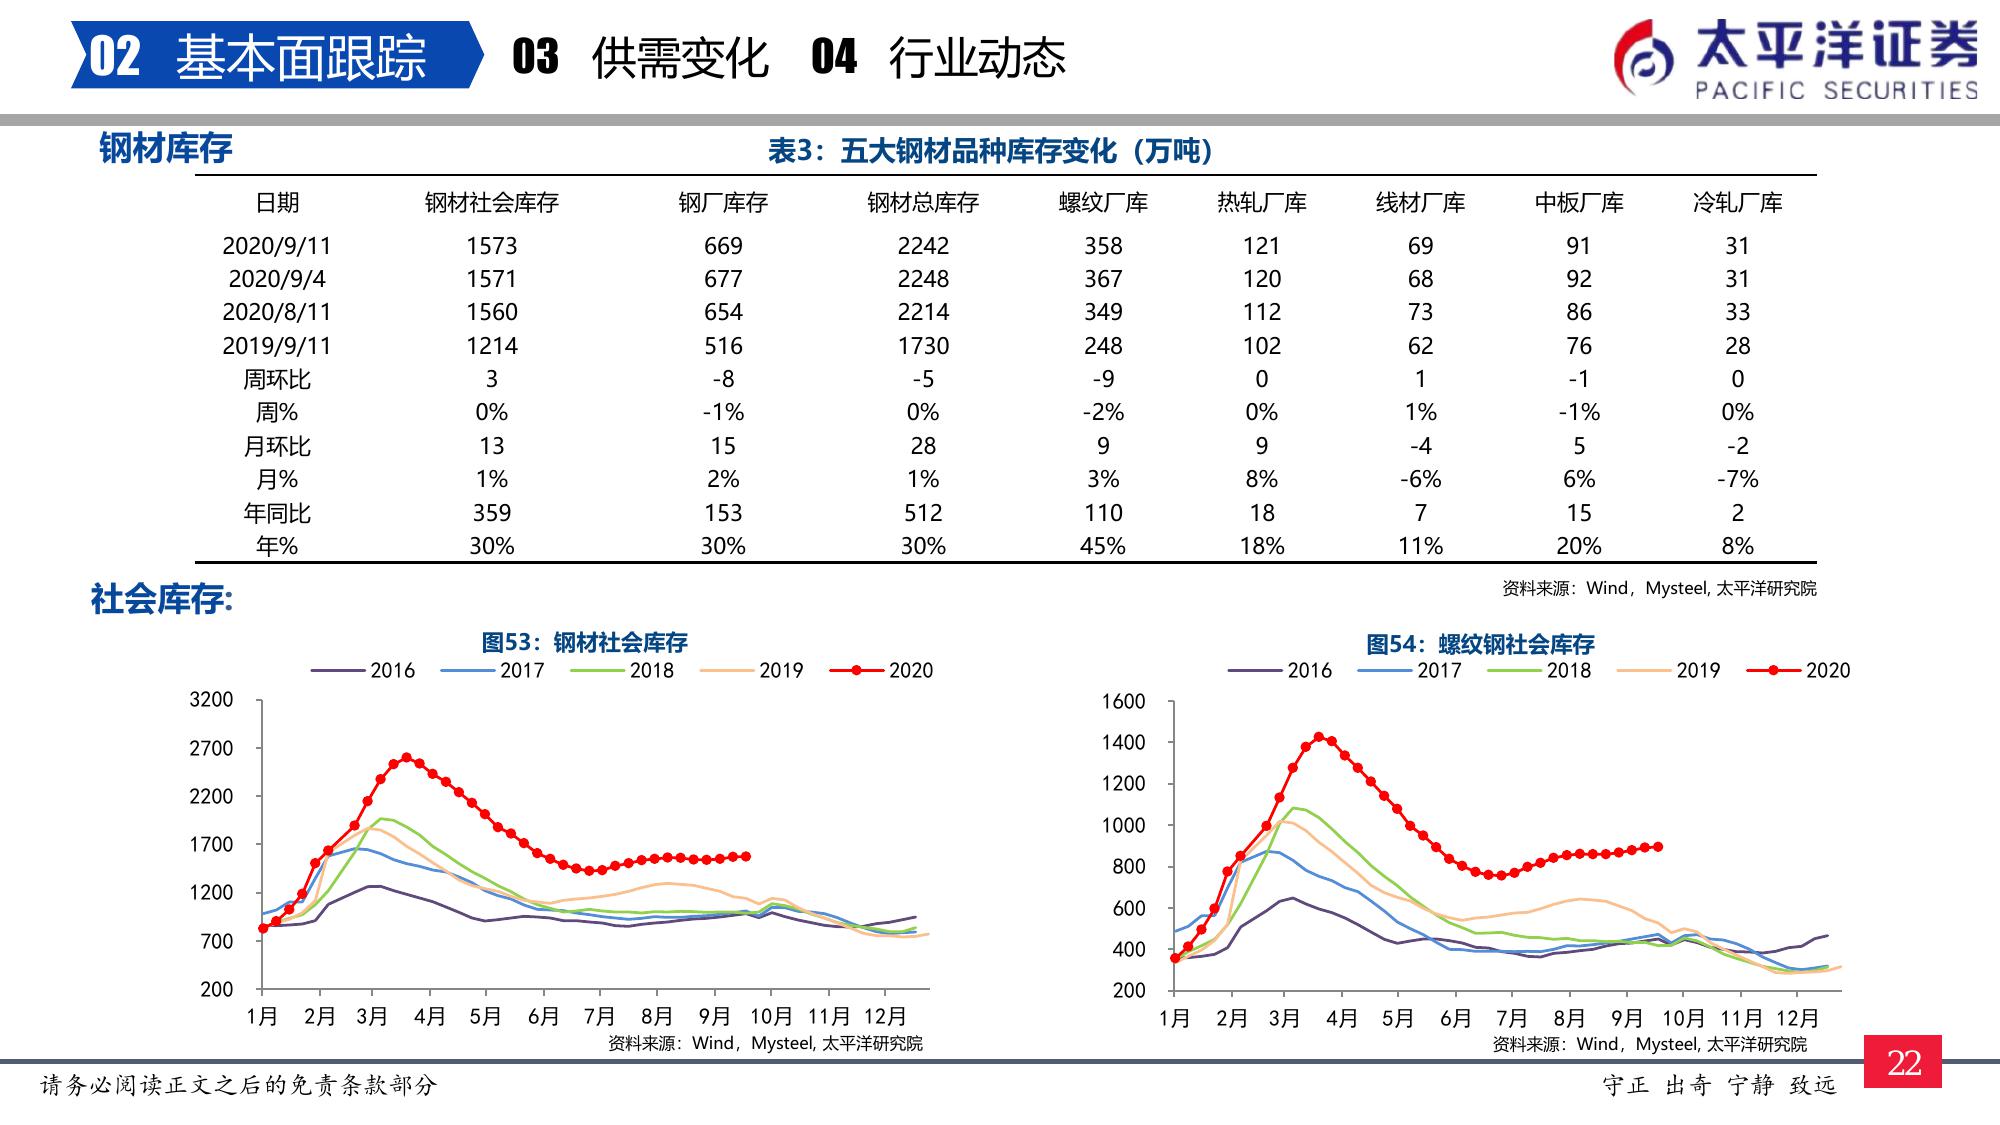 02 基本面跟踪 03 供需变化 04 行业动态
太平洋证券
PACIFIC SECURITIES
钢材库存
表3：五大钢材品种库存变化（万吨）
日期 钢材社会库存 钢厂库存 钢材总库存 螺纹厂库 热轧厂库 线材厂库 中板厂库 冷轧厂库
2020/9/11 1573 669 2242 358 121 69 91 31
2020/9/4 1571 677 2248 367 120 68 92 31
2020/8/11 1560 654 2214 349 112 73 86 33
2019/9/11 1214 516 1730 248 102 62 76 28
周环比 3 -8 -5 -9 0 1 -1 0
周% 0% -1% 0% -2% 0% 1% -1% 0%
月环比 13 15 28 9 9 -4 5 -2
月% 1% 2% 1% 3% 8% -6% 6% -7%
年同比 359 153 512 110 18 7 15 2
年% 30% 30% 30% 45% 18% 11% 20% 8%
资料来源：Wind，Mysteel, 太平洋研究院
社会库存:
图53：钢材社会库存
2016 2017 2018 2019 2020
3200
2700
2200
1700
1200
700
200
1月 2月 3月 4月 5月 6月 7月 8月 9月 10月 11月 12月
资料来源：Wind，Mysteel, 太平洋研究院
图54：螺纹钢社会库存
2016 2017 2018 2019 2020
1600
1400
1200
1000
800
600
400
200
1月 2月 3月 4月 5月 6月 7月 8月 9月 10月 11月 12月
资料来源：Wind，Mysteel, 太平洋研究院
22
请务必阅读正文之后的免责条款部分
守正 出奇 宁静 致远